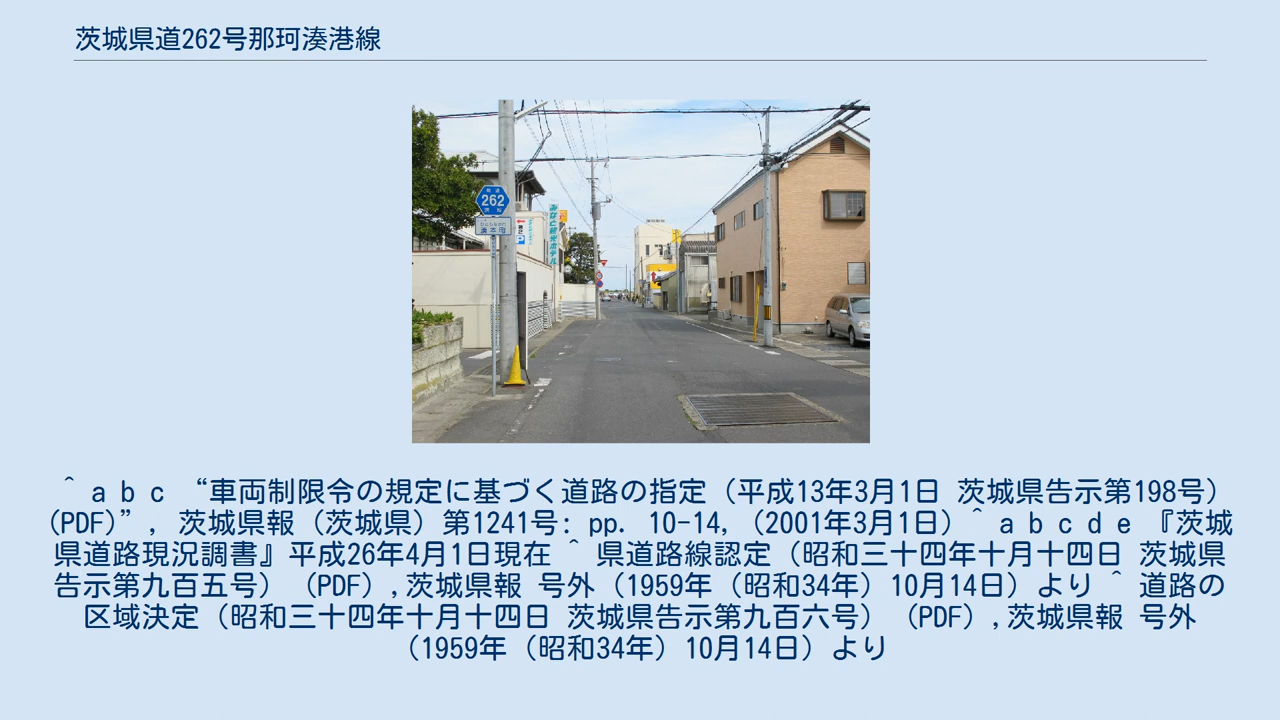 茨城県道262号那珂湊港線
262
みなと観光ホテル
^ a b c “車両制限令の規定に基づく道路の指定（平成13年3月1日 茨城県告示第198号）
(PDF)”, 茨城県報（茨城県）第1241号: pp. 10-14, （2001年3月1日）^ a b c d e 『茨城
県道路現況調書』平成26年4月1日現在 ^ 県道路線認定（昭和三十四年十月十四日 茨城県
告示第九百五号）（PDF）,茨城県報 号外（1959年（昭和34年）10月14日）より ^ 道路の
区域決定（昭和三十四年十月十四日 茨城県告示第九百六号）（PDF）,茨城県報 号外
（1959年（昭和34年）10月14日）より